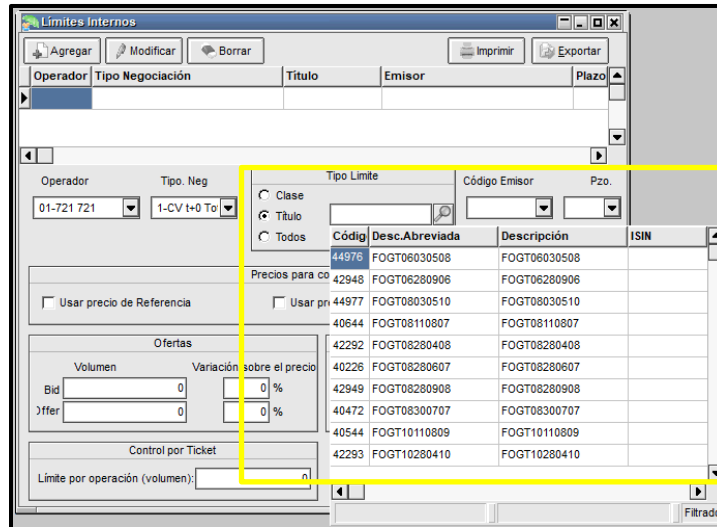 Límites Internos
Agregar Modificar Borrar Imprimir Exportar
Operador Tipo Negociación Título Emisor Plazo
Operador Tipo. Neg Tipo Limite Código Emisor Pzo.
01-721 721 1-CV t+0 To
Clase
Título
Todos
Códig Desc.Abreviada Descripción ISIN
44976 FOGT06030508 FOGT06030508
42948 FOGT06280906 FOGT06280906
44977 FOGT08030510 FOGT08030510
40644 FOGT08110807 FOGT08110807
42292 FOGT08280408 FOGT08280408
40226 FOGT08280607 FOGT08280607
42949 FOGT08280908 FOGT08280908
40472 FOGT08300707 FOGT08300707
40544 FOGT10110809 FOGT10110809
42293 FOGT10280410 FOGT10280410
Filtrado
Precios para co
Usar precio de Referencia Usar pre
Ofertas
Volumen Variación sobre el precio
Bid 0 0 %
Offer 0 0 %
Control por Ticket
Límite por operación (volumen): 0